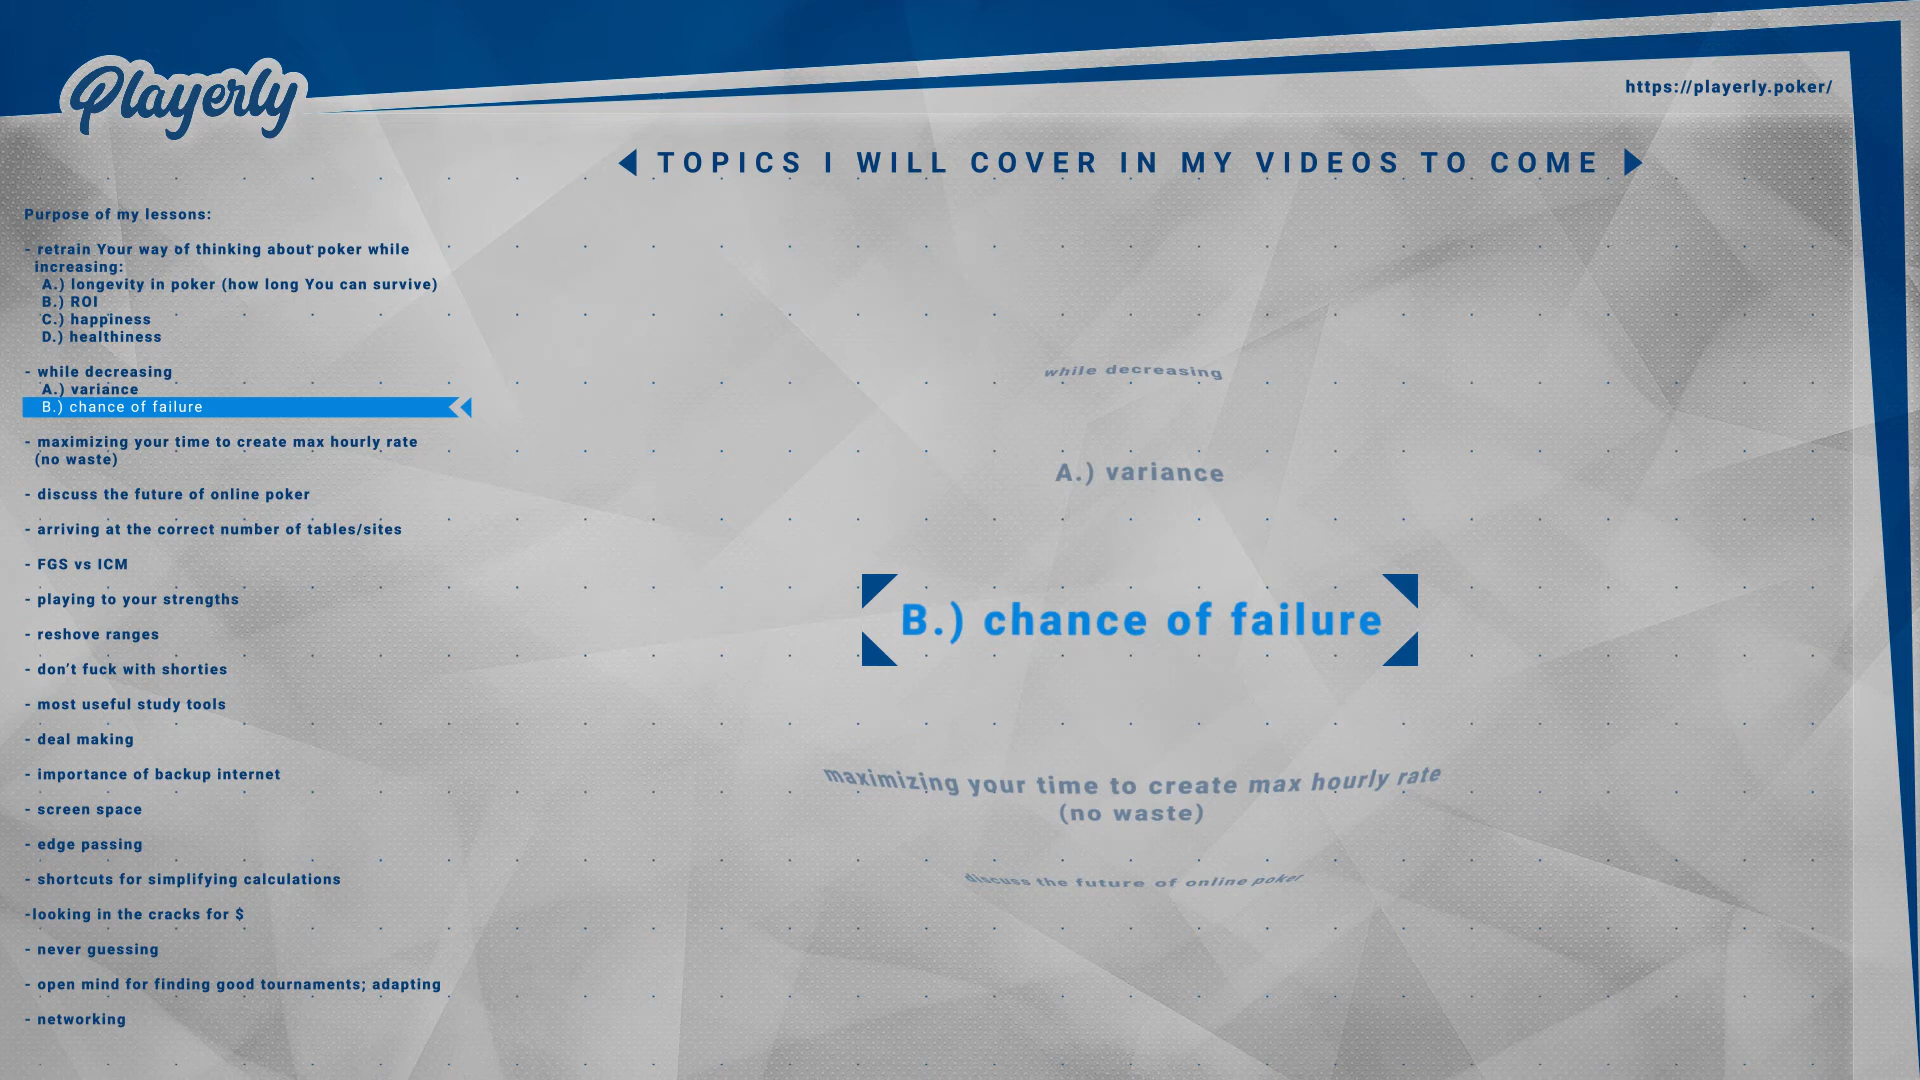 Playerly
https://playerly.poker/
TOPICS I WILL COVER IN MY VIDEOS TO COME
Purpose of my lessons:
- retrain Your way of thinking about poker while
increasing:
A.) longevity in poker (how long You can survive)
B.) ROI
C.) happiness
D.) healthiness
- while decreasing
A.) variance
B.) chance of failure
- maximizing your time to create max hourly rate
(no waste)
- discuss the future of online poker
- arriving at the correct number of tables/sites
- FGS vs ICM
- playing to your strengths
- reshove ranges
- don’t fuck with shorties
- most useful study tools
- deal making
- importance of backup internet
- screen space
- edge passing
- shortcuts for simplifying calculations
-looking in the cracks for $
- never guessing
- open mind for finding good tournaments; adapting
- networking
while decreasing
A.) variance
B.) chance of failure
maximizing your time to create max hourly rate
(no waste)
discuss the future of online poker